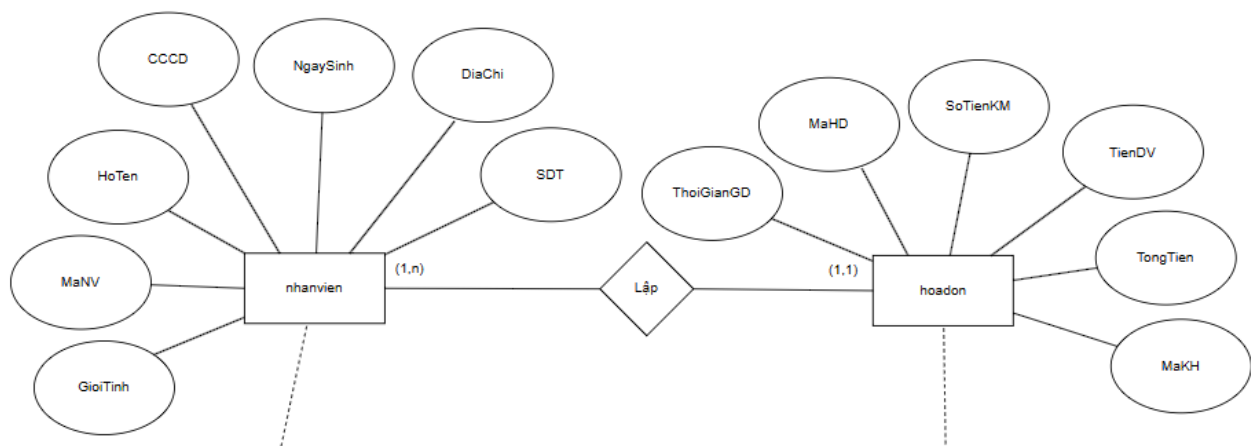 CCCD
NgaySinh
DiaChi
HoTen
SDT
MaNV
GioiTinh
nhanvien
(1,n)
Lập
(1,1)
hoadon
ThoiGianGD
MaHD
SoTienKM
TienDV
TongTien
MaKH